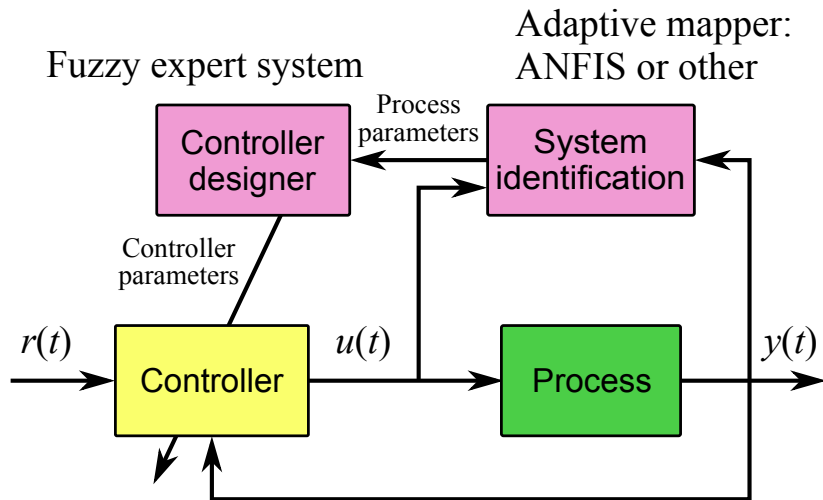 Adaptive mapper:
ANFIS or other
Fuzzy expert system
Process
parameters
Controller
designer
System
identification
Controller
parameters
r(t)
u(t)
y(t)
Controller
Process